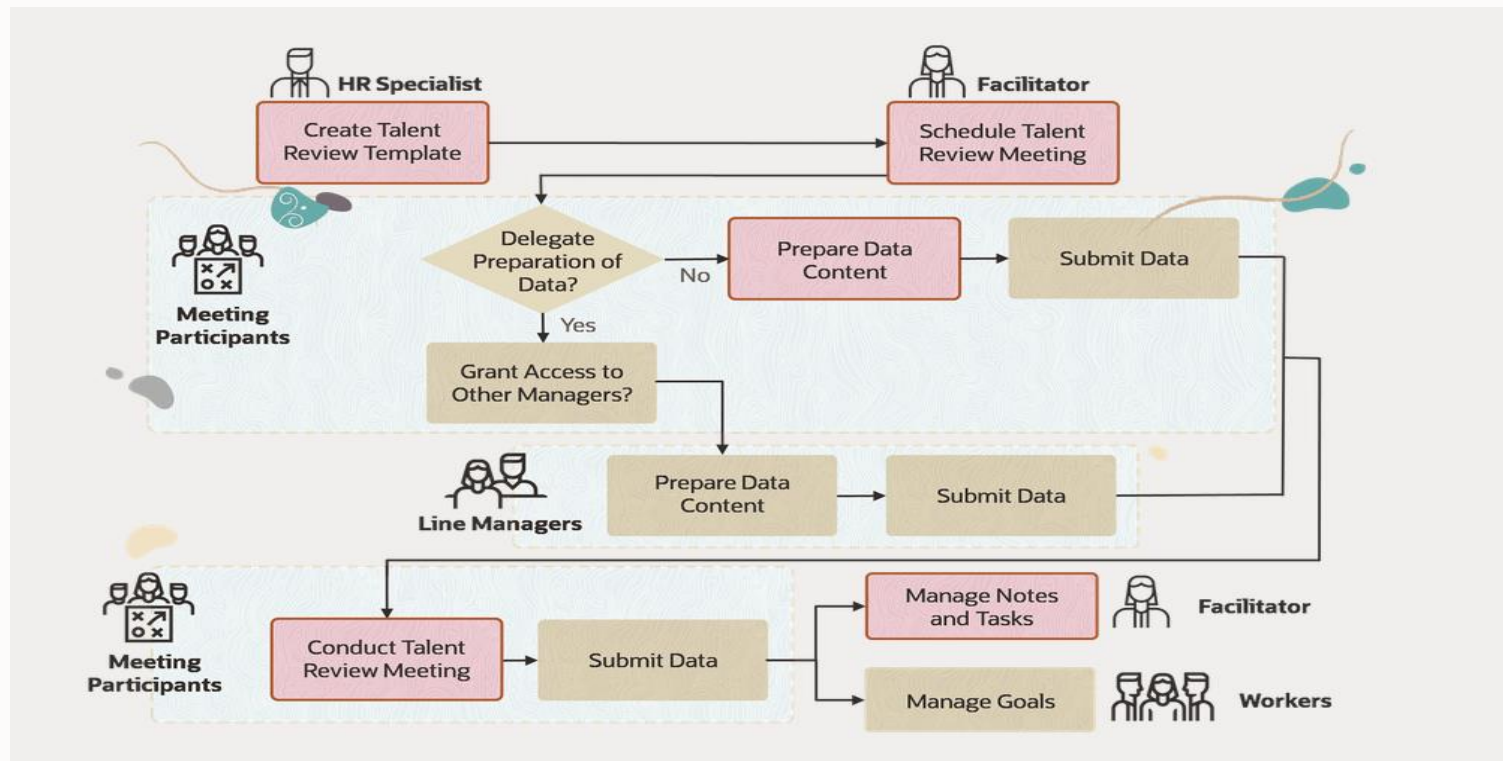 HR Specialist
Facilitator
Create Talent
Review Template
Schedule Talent
Review Meeting
Meeting
Participants
Delegate
Preparation of
Data?
No
Prepare Data
Content
Submit Data
Yes
Grant Access to
Other Managers?
Line Managers
Prepare Data
Content
Submit Data
Meeting
Participants
Conduct Talent
Review Meeting
Submit Data
Manage Notes
and Tasks
Facilitator
Manage Goals
Workers